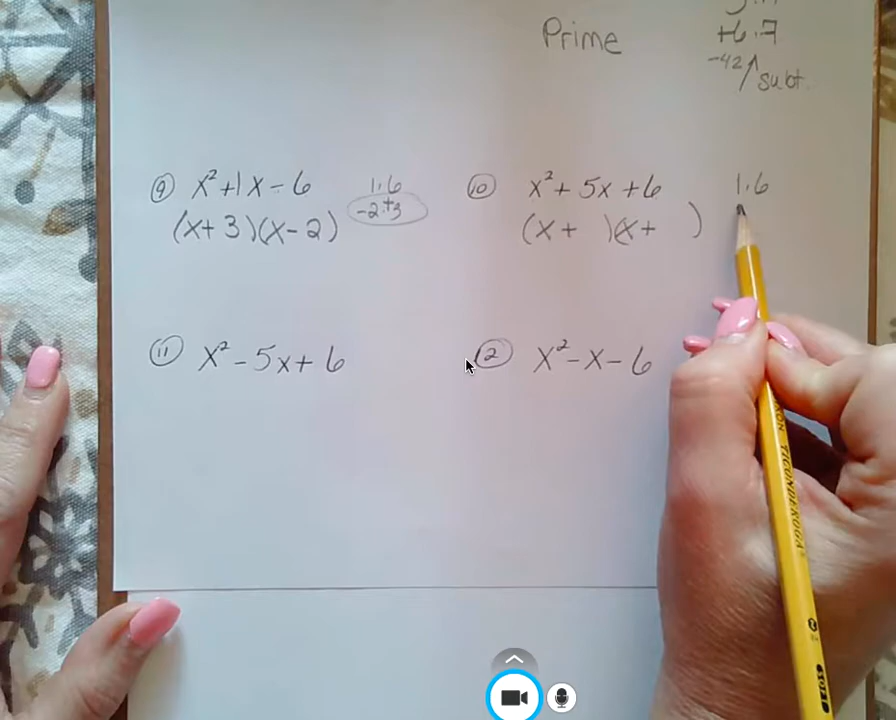 Prime
+6.7
-42 subt.
⑨ x²+1x-6 1.6
(x+3)(x-2) -2.+3
⑩ x²+5x+6 1.6
(x+ )(x+ )
⑪ x²-5x+6
⑫ x²-x-6
TICONDEROGA